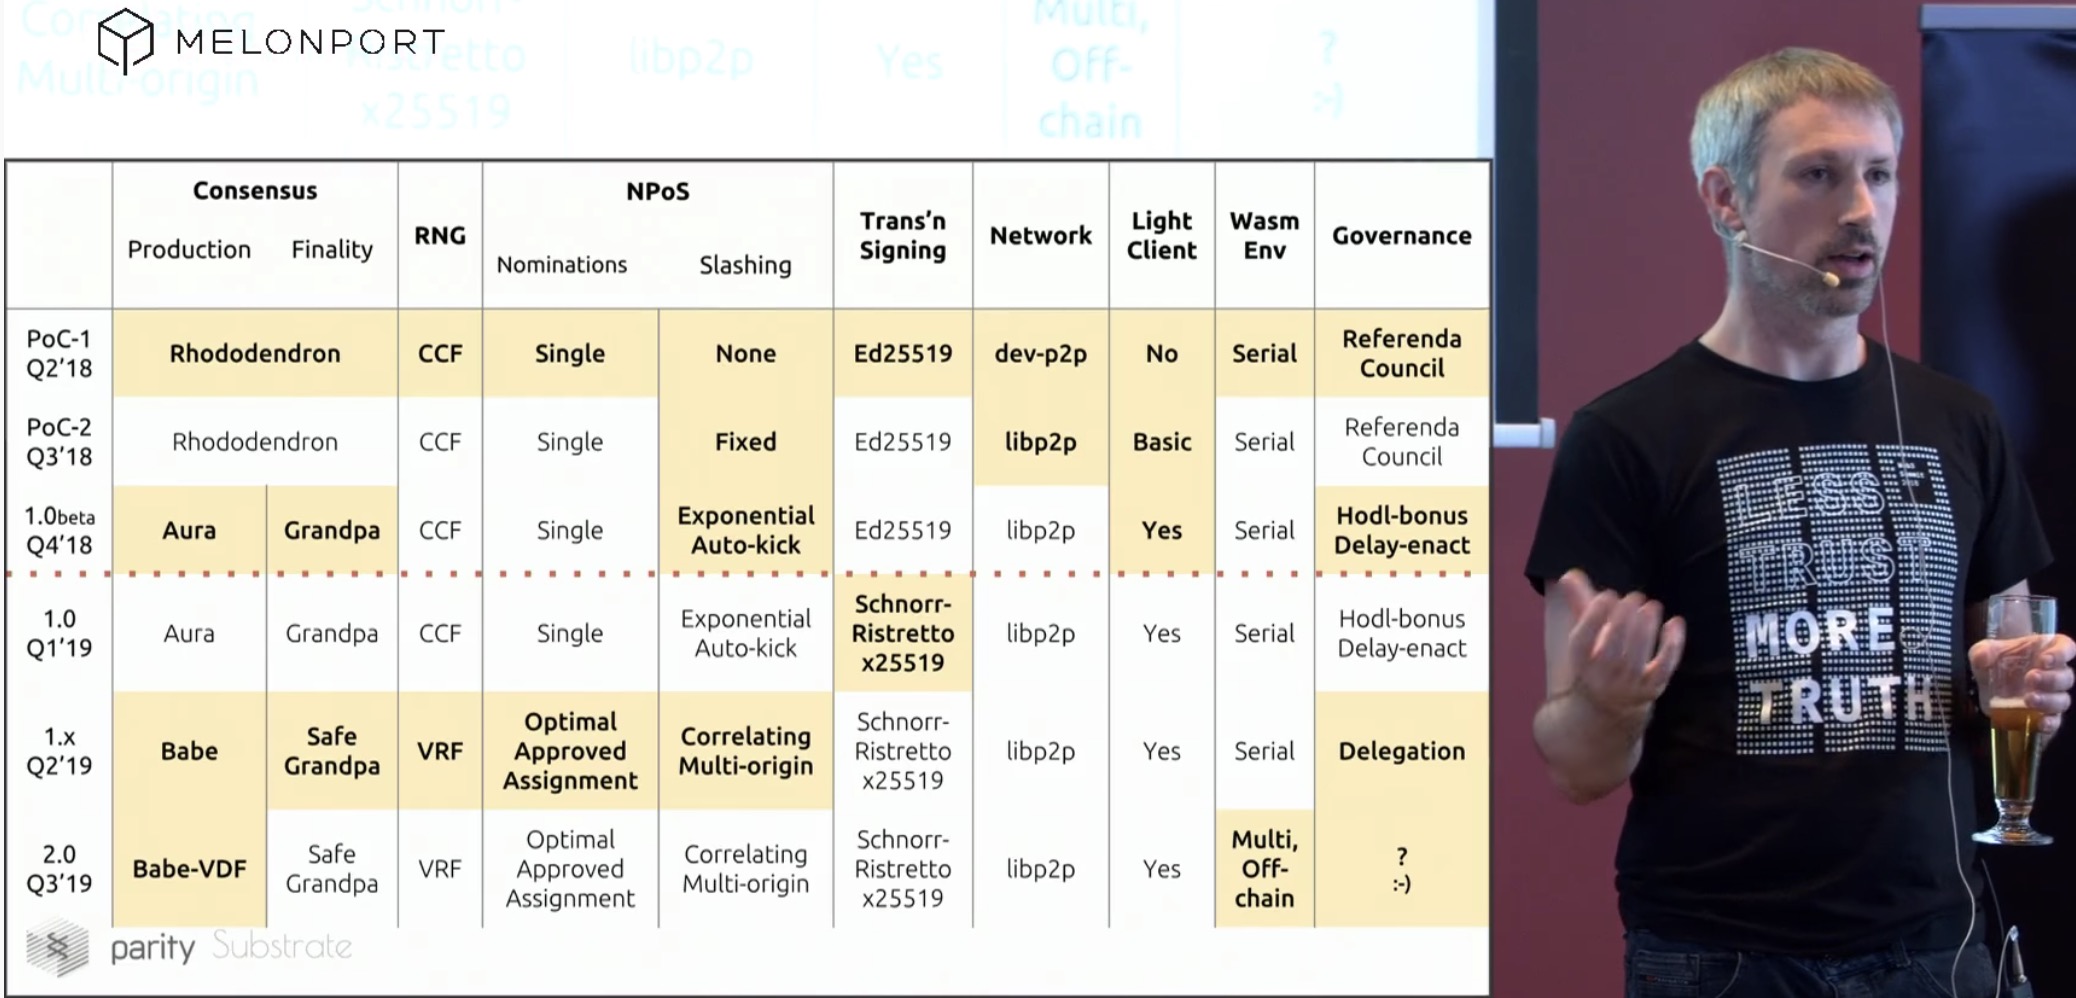 Correlating
Multi-origin
Schnorr-
Ristretto
x25519
libp2p
Yes
Multi,
Off-
chain
?
:-)
MELONPORT
Consensus
Production Finality
RNG
NPoS
Nominations Slashing
Trans’n
Signing
Network
Light
Client
Wasm
Env
Governance
PoC-1
Q2’18
Rhododendron
CCF
Single
None
Ed25519
dev-p2p
No
Serial
Referenda
Council
PoC-2
Q3’18
Rhododendron
CCF
Single
Fixed
Ed25519
libp2p
Basic
Serial
Referenda
Council
1.0beta
Q4’18
Aura
Grandpa
CCF
Single
Exponential
Auto-kick
Ed25519
libp2p
Yes
Serial
Hodl-bonus
Delay-enact
1.0
Q1’19
Aura
Grandpa
CCF
Single
Exponential
Auto-kick
Schnorr-
Ristretto
x25519
libp2p
Yes
Serial
Hodl-bonus
Delay-enact
1.x
Q2’19
Babe
Safe
Grandpa
VRF
Optimal
Approved
Assignment
Correlating
Multi-origin
Schnorr-
Ristretto
x25519
libp2p
Yes
Serial
Delegation
2.0
Q3’19
Babe-VDF
Safe
Grandpa
VRF
Optimal
Approved
Assignment
Correlating
Multi-origin
Schnorr-
Ristretto
x25519
libp2p
Yes
Multi,
Off-
chain
?
:-)
parity Substrate
LESS
TRUST
MORE
TRUTH